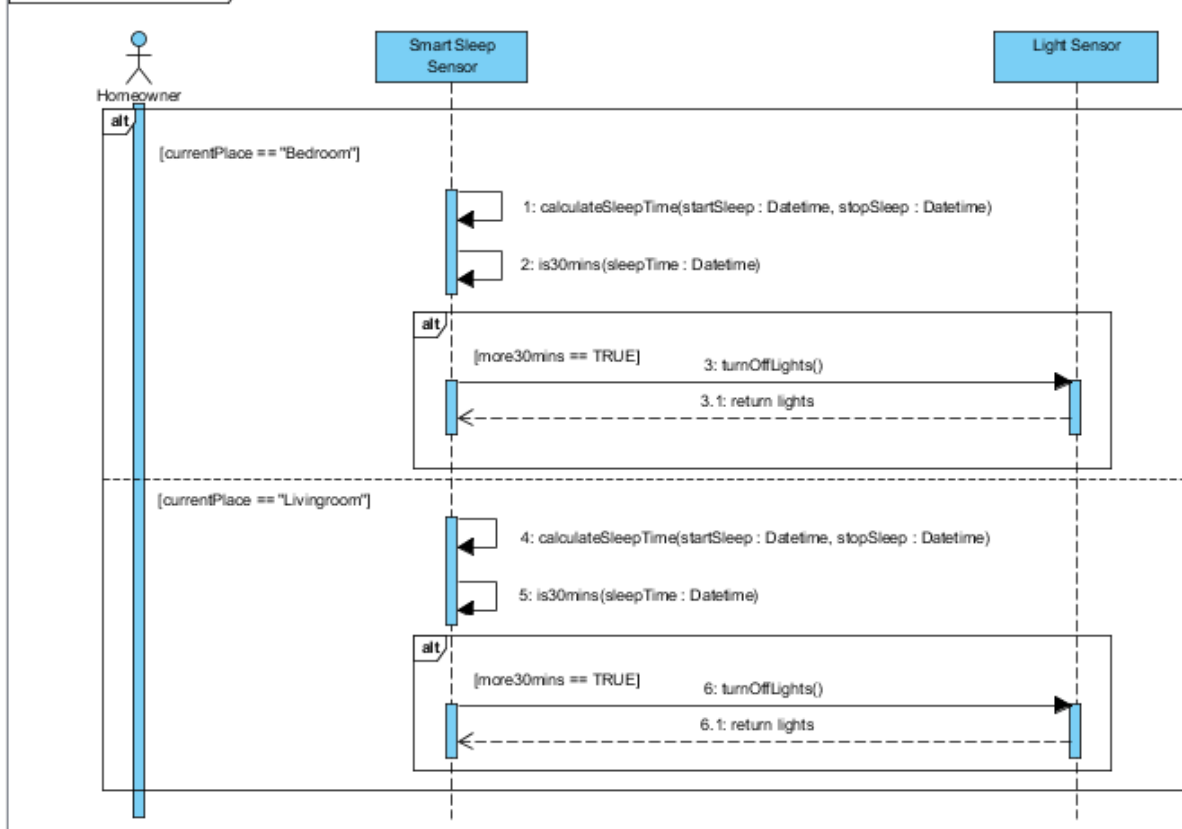 Smart Sleep
Sensor
Light Sensor
Homeowner
alt
[currentPlace == "Bedroom"]
1: calculateSleepTime(startSleep : Datetime, stopSleep : Datetime)
2: is30mins(sleepTime : Datetime)
alt
[more30mins == TRUE]
3: turnOffLights()
3.1: return lights
[currentPlace == "Livingroom"]
4: calculateSleepTime(startSleep : Datetime, stopSleep : Datetime)
5: is30mins(sleepTime : Datetime)
alt
[more30mins == TRUE]
6: turnOffLights()
6.1: return lights